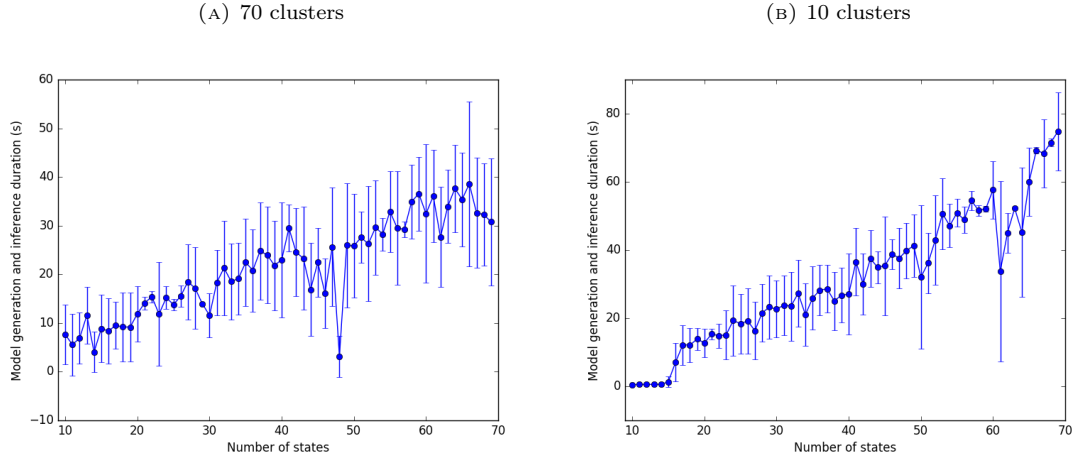 (A) 70 clusters
(B) 10 clusters
60
50
40
30
20
10
0
−10
Model generation and inference duration (s)
10 20 30 40 50 60 70
Number of states
80
60
40
20
0
Model generation and inference duration (s)
10 20 30 40 50 60 70
Number of states